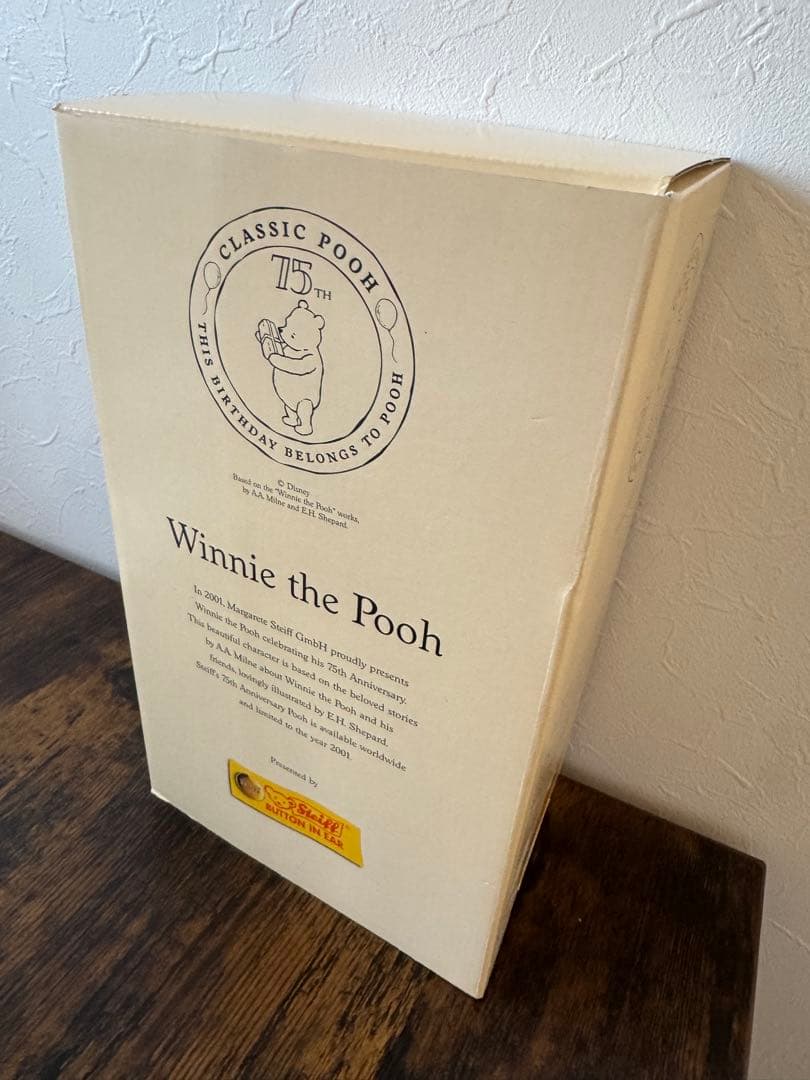 CLASSIC POOH
75TH
THIS BIRTHDAY BELONGS TO POOH
© Disney
Based on the "Winnie the Pooh" works,
by A.A. Milne and E.H. Shepard.
Winnie the Pooh
In 2001, Margarete Steiff GmbH proudly presents
Winnie the Pooh celebrating his 75th Anniversary.
This beautiful character is based on the beloved stories
by A.A. Milne about Winnie the Pooh and his
friends, lovingly illustrated by E.H. Shepard.
Steiff's 75th Anniversary Pooh is available worldwide
and limited to the year 2001.
Presented by
Steiff®
BUTTON IN EAR